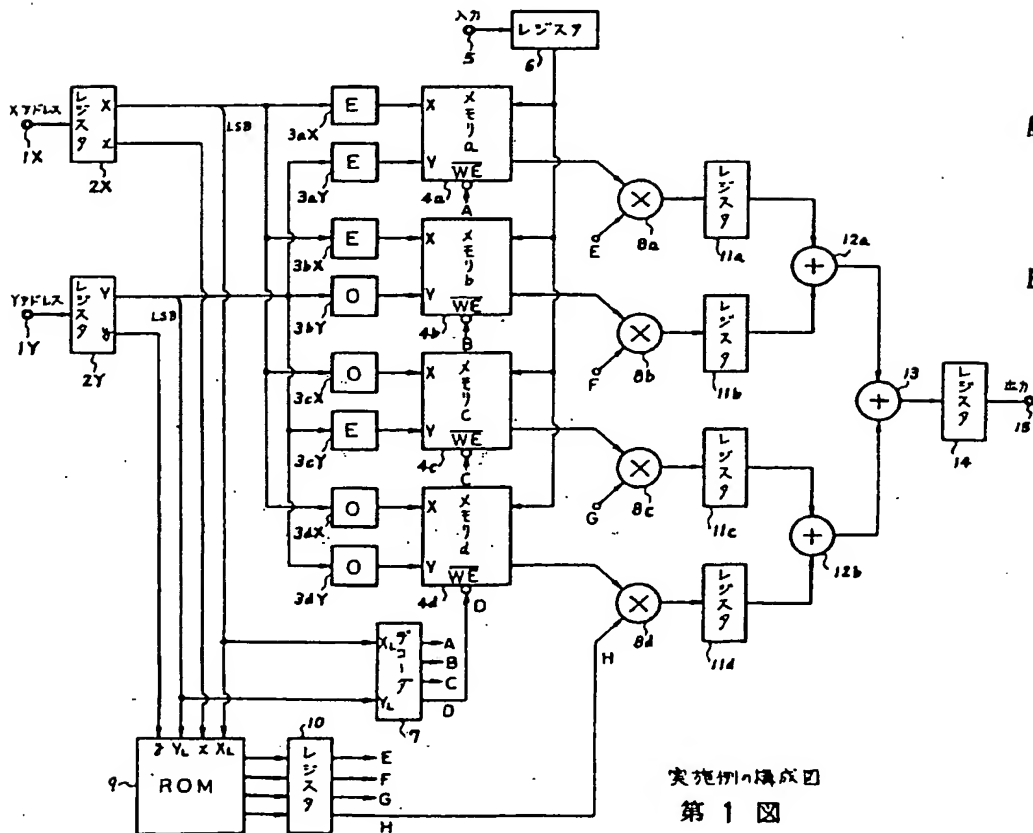 入力
5
レジスタ
6
Xアドレス
1X
レジスタ
X
x
2X
LSB
E
3aX
E
3aY
X
Y
メモリa
WE
4a
A
E
3bX
O
3bY
X
Y
メモリb
WE
4b
B
Yアドレス
1Y
レジスタ
Y
y
2Y
LSB
O
3cX
E
3cY
X
Y
メモリC
WE
4c
C
O
3dX
O
3dY
X
Y
メモリd
WE
4d
D
×
8a
E
レジスタ
11a
+
12a
×
8b
F
レジスタ
11b
+
13
レジスタ
14
出力
15
×
8c
G
レジスタ
11c
+
12b
×
8d
H
レジスタ
11d
XL
YL
デコーダ
A
B
C
D
7
y YL x XL
9
ROM
10
レジスタ
E
F
G
H
実施例の構成図
第 1 図